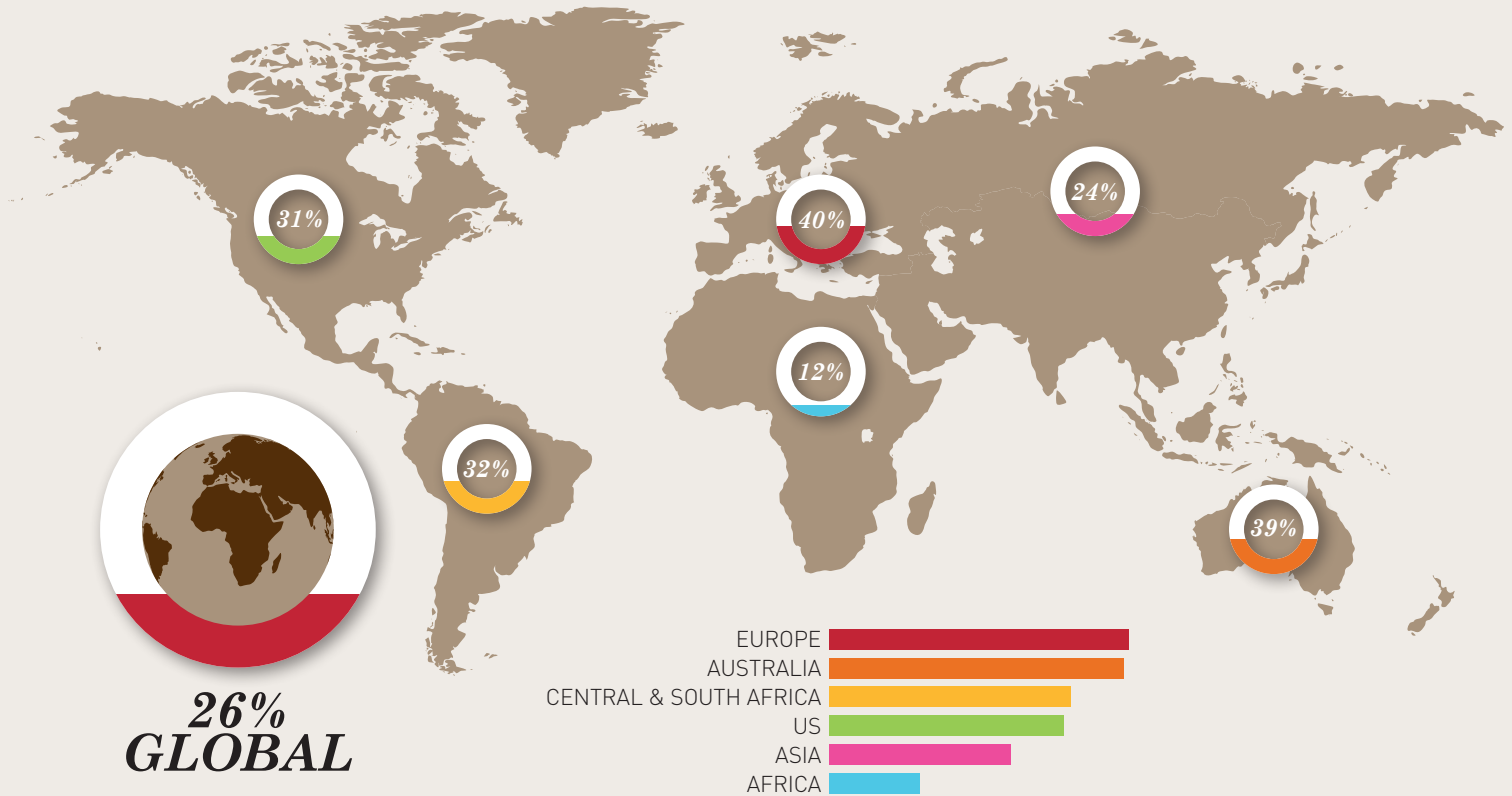 31%
40%
24%
12%
32%
39%
26%
GLOBAL
EUROPE
AUSTRALIA
CENTRAL & SOUTH AFRICA
US
ASIA
AFRICA